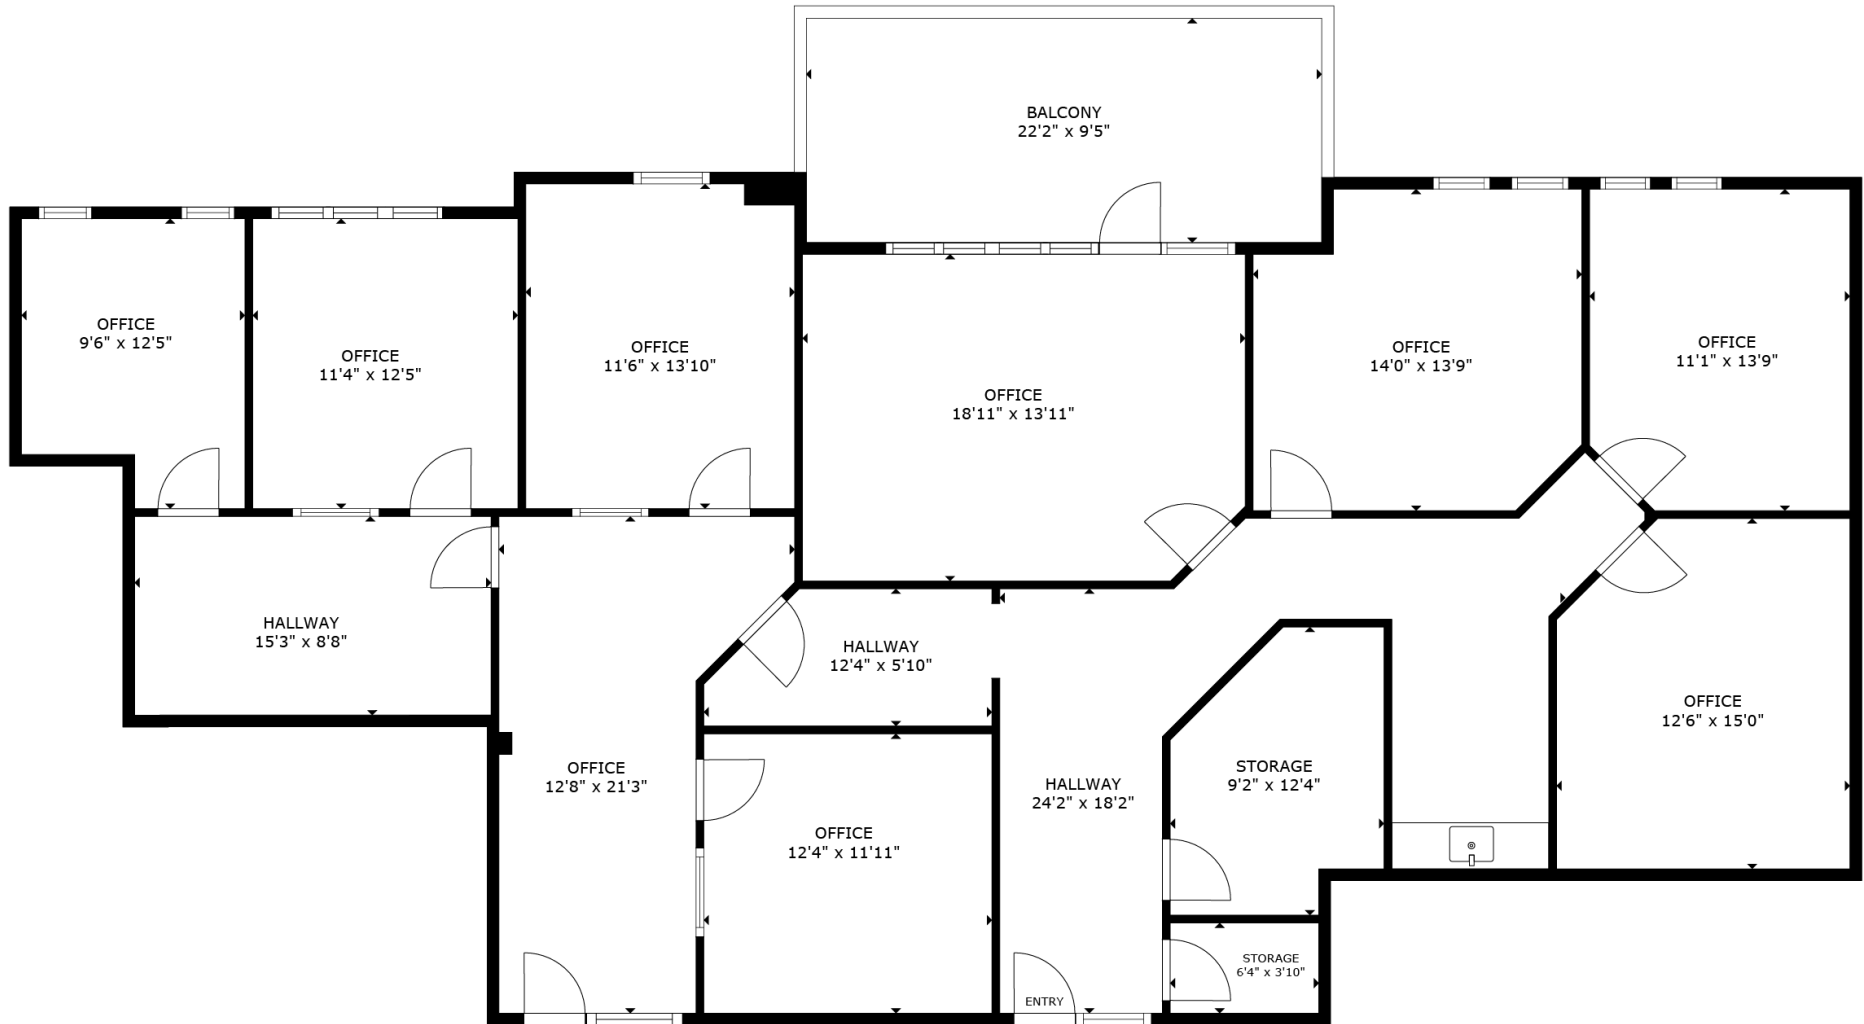 BALCONY
22'2" x 9'5"
OFFICE
9'6" x 12'5"
OFFICE
11'4" x 12'5"
OFFICE
11'6" x 13'10"
OFFICE
18'11" x 13'11"
OFFICE
14'0" x 13'9"
OFFICE
11'1" x 13'9"
HALLWAY
15'3" x 8'8"
HALLWAY
12'4" x 5'10"
OFFICE
12'6" x 15'0"
OFFICE
12'8" x 21'3"
OFFICE
12'4" x 11'11"
HALLWAY
24'2" x 18'2"
STORAGE
9'2" x 12'4"
STORAGE
6'4" x 3'10"
ENTRY